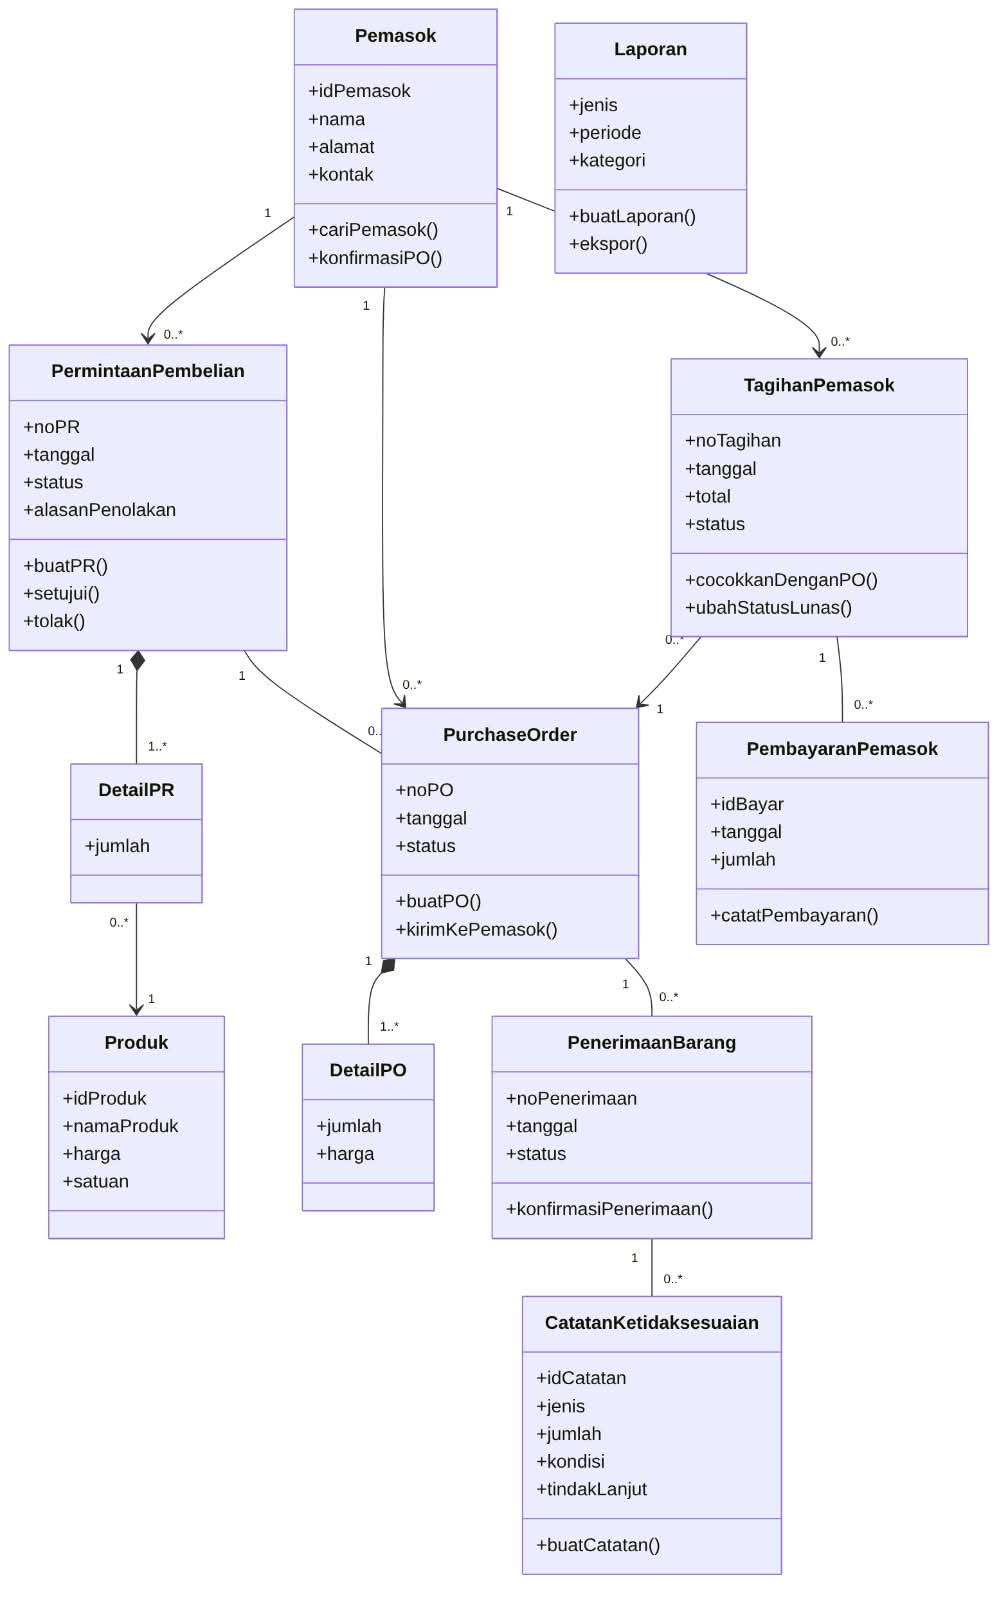 Pemasok
+idPemasok
+nama
+alamat
+kontak
+cariPemasok()
+konfirmasiPO()
Laporan
+jenis
+periode
+kategori
+buatLaporan()
+ekspor()
1
1
1
0..*
0..*
PermintaanPembelian
+noPR
+tanggal
+status
+alasanPenolakan
+buatPR()
+setujui()
+tolak()
TagihanPemasok
+noTagihan
+tanggal
+total
+status
+cocokkanDenganPO()
+ubahStatusLunas()
1
1
0..*
0..*
1
1
0..*
1..*
0..
DetailPR
+jumlah
PurchaseOrder
+noPO
+tanggal
+status
+buatPO()
+kirimKePemasok()
PembayaranPemasok
+idBayar
+tanggal
+jumlah
+catatPembayaran()
0..*
1
1
1..*
1
0..*
Produk
+idProduk
+namaProduk
+harga
+satuan
DetailPO
+jumlah
+harga
PenerimaanBarang
+noPenerimaan
+tanggal
+status
+konfirmasiPenerimaan()
1
0..*
CatatanKetidaksesuaian
+idCatatan
+jenis
+jumlah
+kondisi
+tindakLanjut
+buatCatatan()